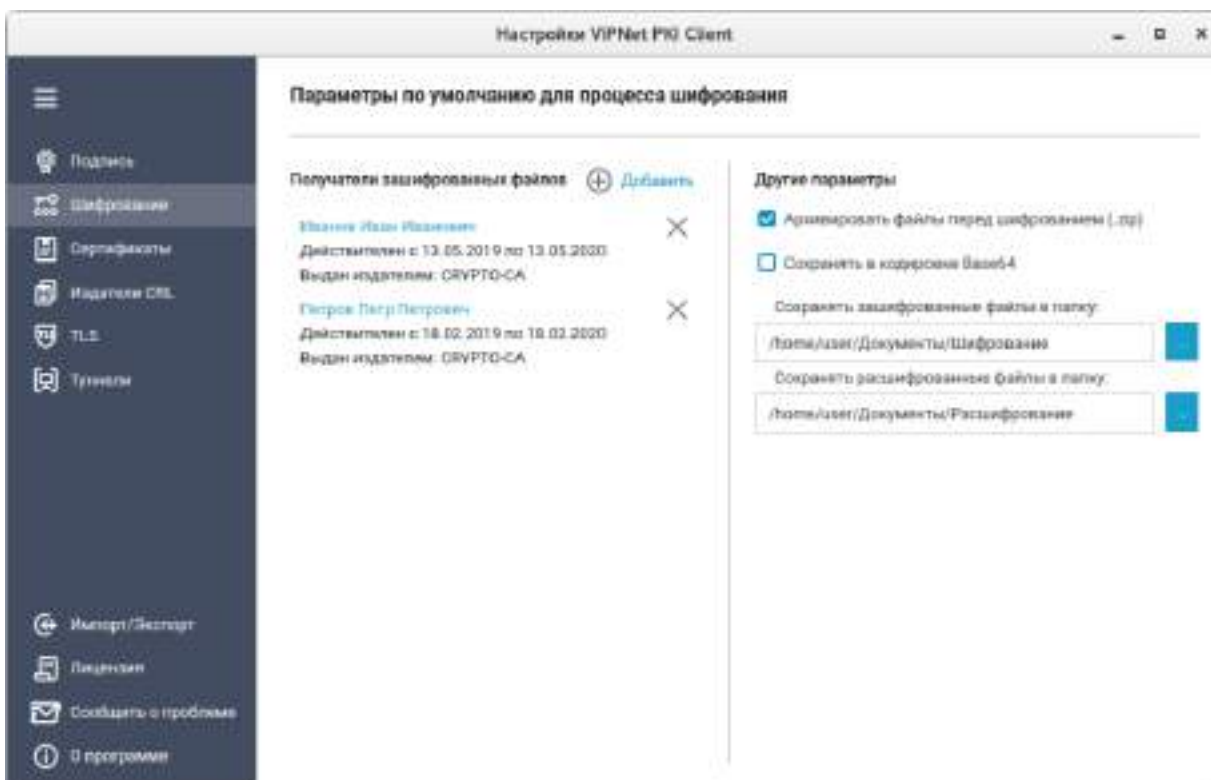 Настройки ViPNet PKI Client
Параметры по умолчанию для процесса шифрования
Подпись
Шифрование
Сертификаты
Издатели CRL
TLS
Туннели
Импорт/Экспорт
Лицензия
Сообщить о проблеме
О программе
Получатели зашифрованных файлов
Добавить
Иванов Иван Иванович
Действителен с 13.05.2019 по 13.05.2020
Выдан издателем: CRYPTO-CA
Петров Петр Петрович
Действителен с 18.02.2019 по 18.02.2020
Выдан издателем: CRYPTO-CA
Другие параметры
Архивировать файлы перед шифрованием (.zip)
Сохранять в кодировке Base64
Сохранять зашифрованные файлы в папку:
/home/user/Документы/Шифрование
Сохранять расшифрованные файлы в папку:
/home/user/Документы/Расшифрование